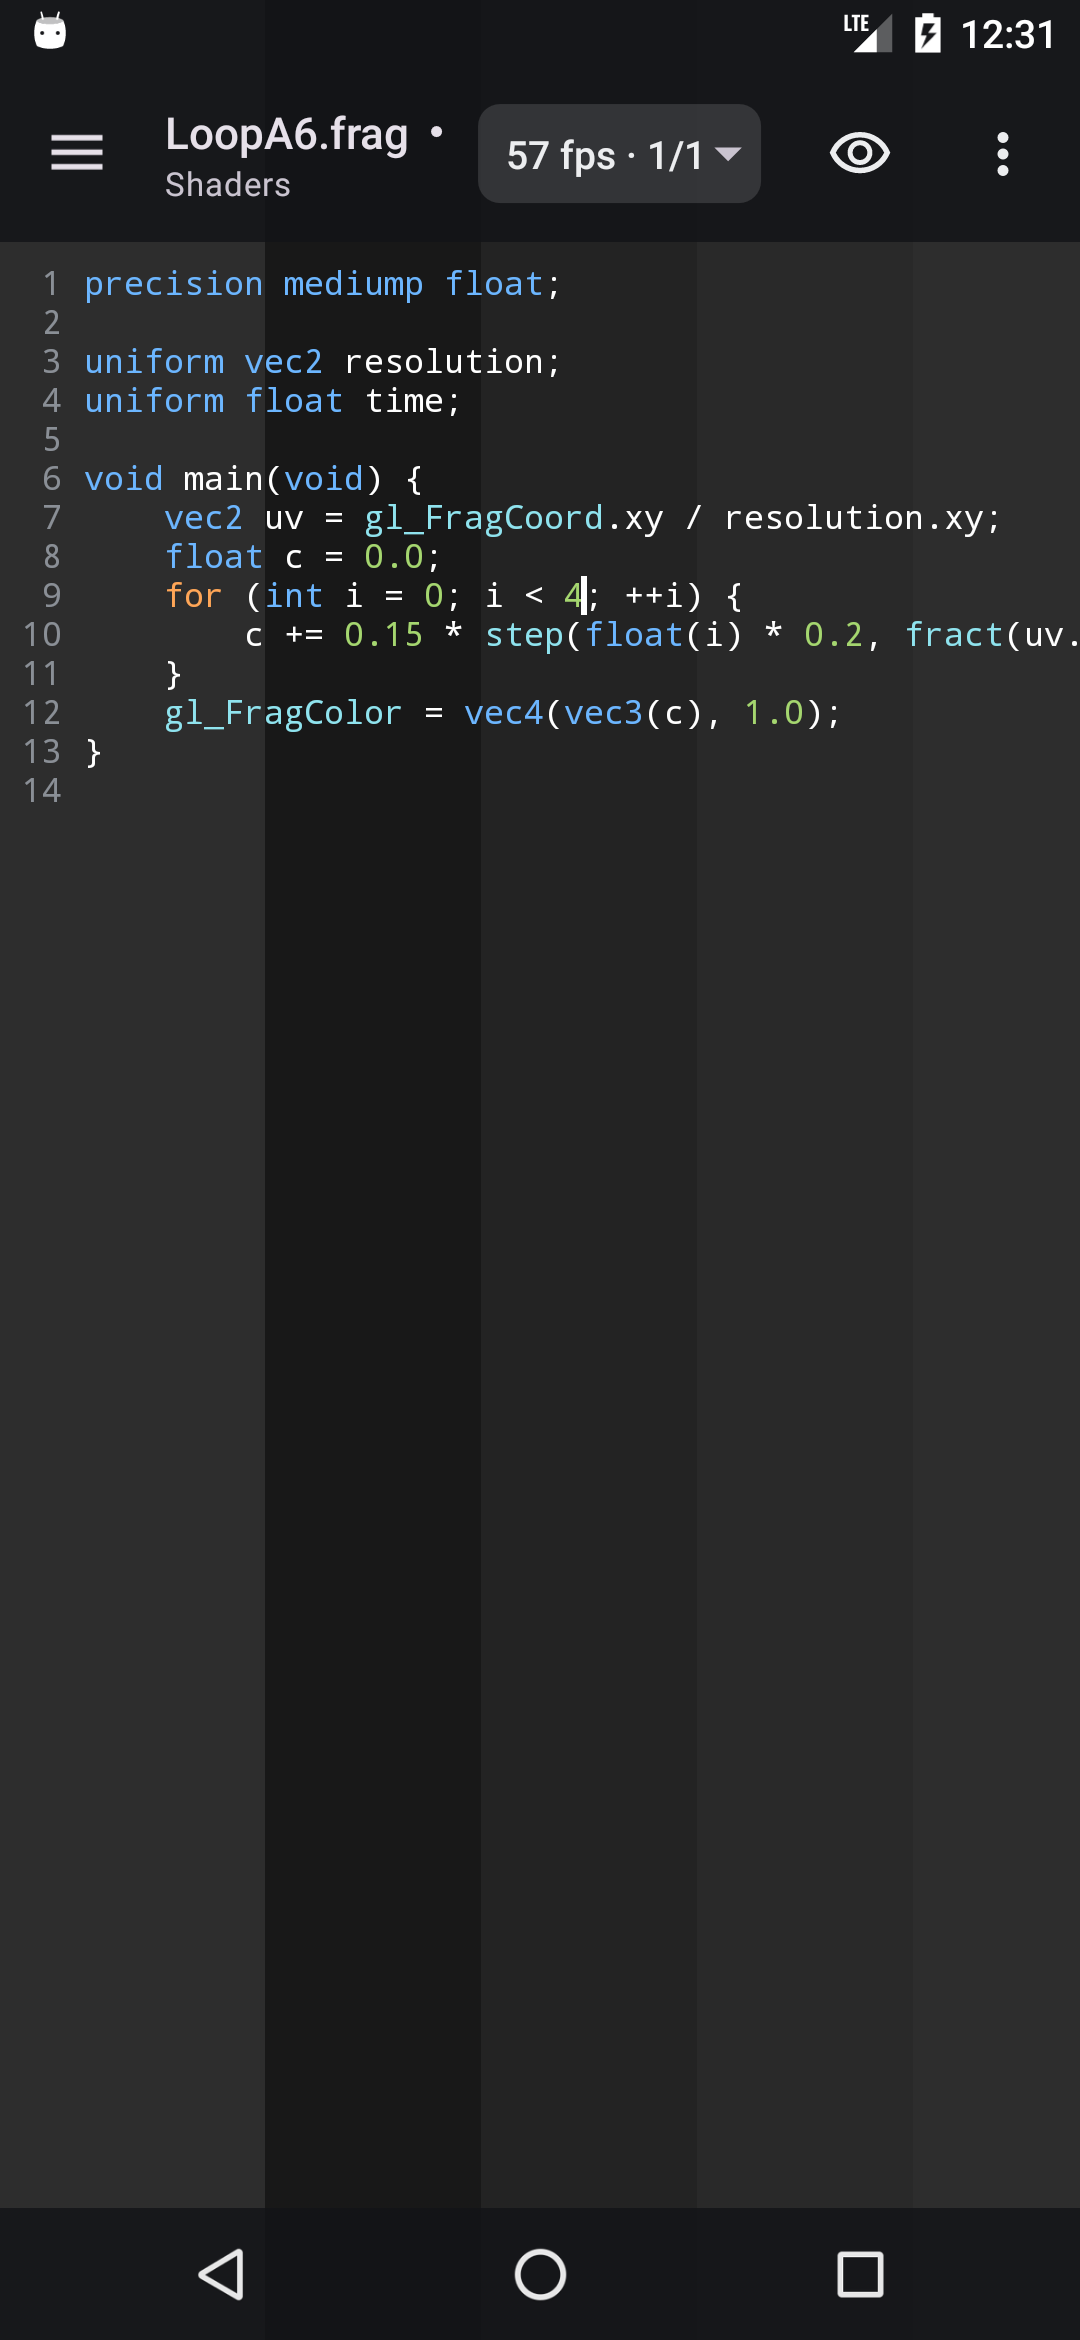 LTE 12:31
LoopA6.frag •
Shaders
57 fps · 1/1
1 precision mediump float;
2
3 uniform vec2 resolution;
4 uniform float time;
5
6 void main(void) {
7     vec2 uv = gl_FragCoord.xy / resolution.xy;
8     float c = 0.0;
9     for (int i = 0; i < 4; ++i) {
10         c += 0.15 * step(float(i) * 0.2, fract(uv.
11     }
12     gl_FragColor = vec4(vec3(c), 1.0);
13 }
14